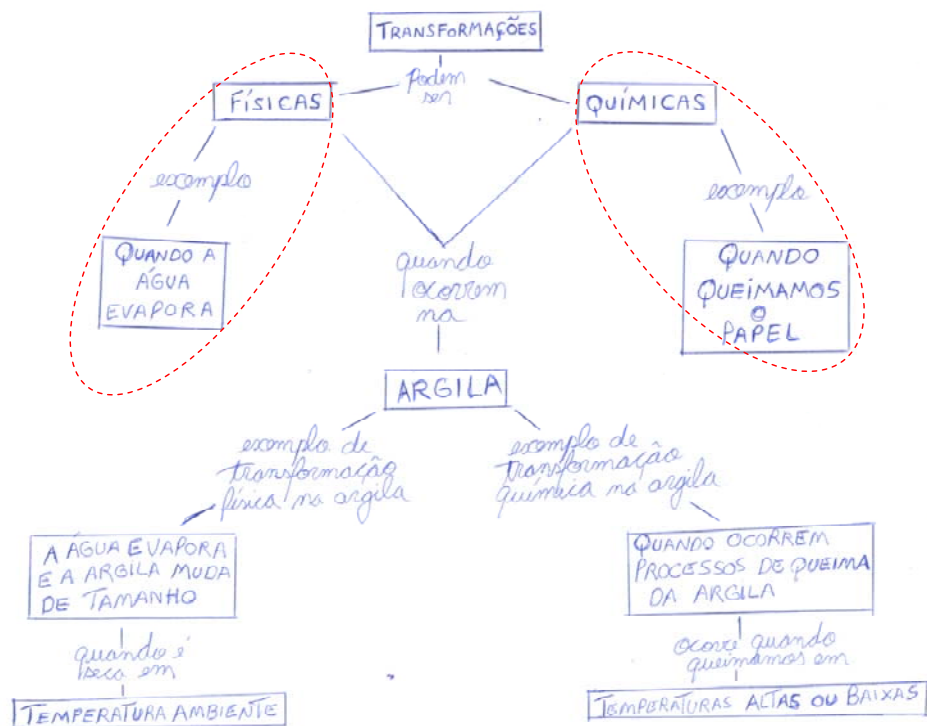 TRANSFORMAÇÕES
Podem
ser
FÍSICAS
QUÍMICAS
exemplo
exemplo
QUANDO A
ÁGUA
EVAPORA
quando
ocorrem
na
QUANDO
QUEIMAMOS
O
PAPEL
ARGILA
exemplo de
transformação
física na argila
exemplo de
transformação
química na argila
A ÁGUA EVAPORA
E A ARGILA MUDA
DE TAMANHO
QUANDO OCORREM
PROCESSOS DE QUEIMA
DA ARGILA
quando é
seca em
ocorre quando
queimamos em
TEMPERATURA AMBIENTE
TEMPERATURAS ALTAS OU BAIXAS